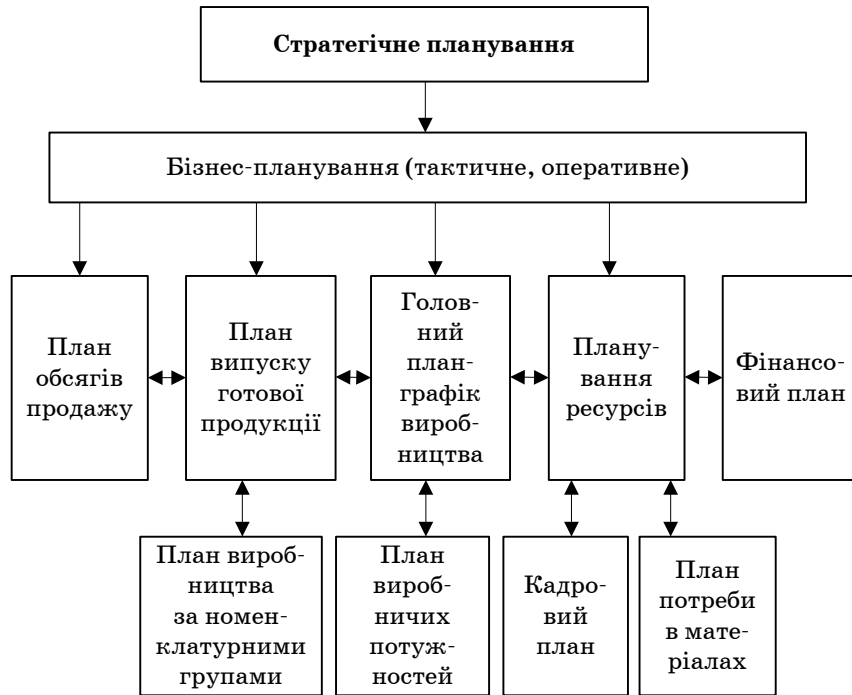 Стратегічне планування
Бізнес-планування (тактичне, оперативне)
План
обсягів
продажу
План
випуску
готової
продукції
Голов-
ний
план-
графік
вироб-
ництва
Плану-
вання
ресурсів
Фінансо-
вий план
План вироб-
ництва
за номен-
клатурними
групами
План
вироб-
ничих
потуж-
ностей
Кадро-
вий
план
План
потреби
в мате-
ріалах